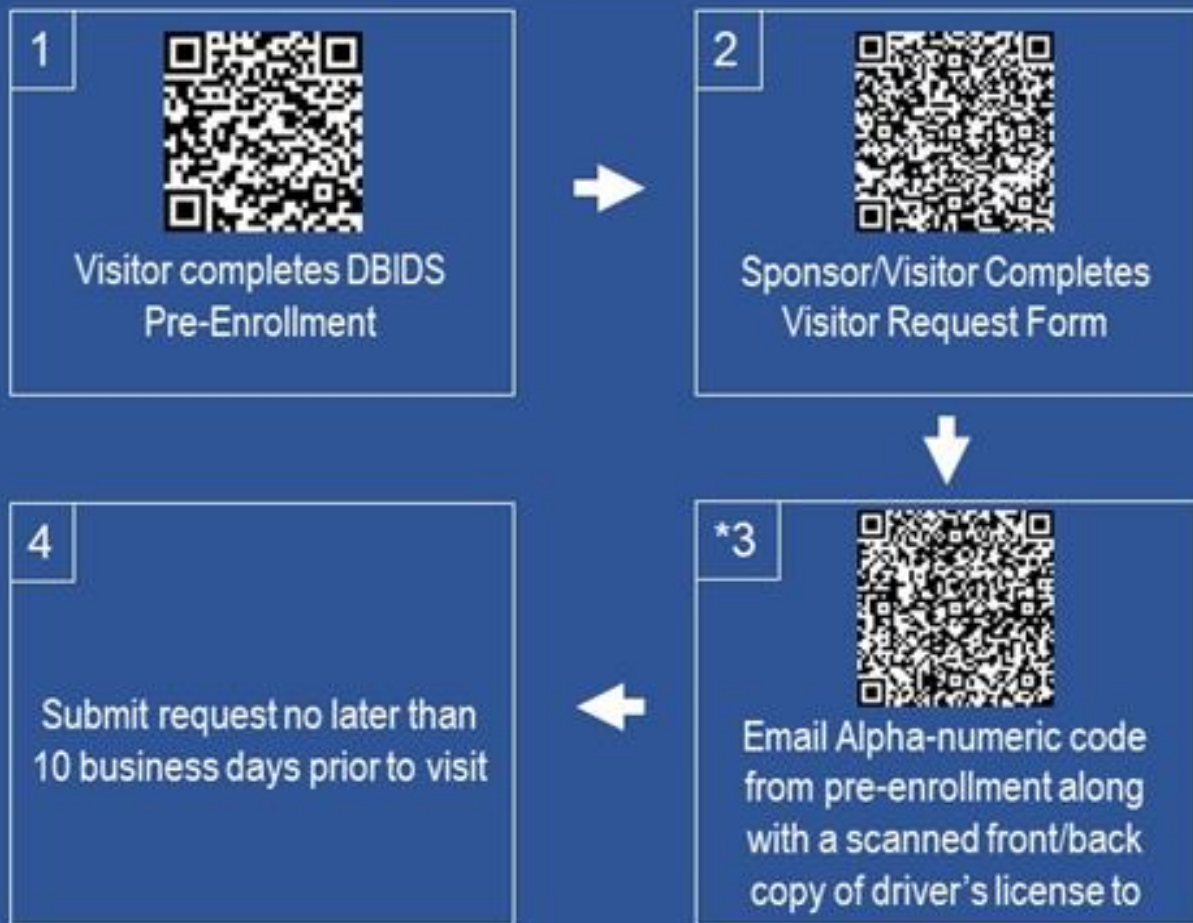 1
Visitor completes DBIDS
Pre-Enrollment
2
Sponsor/Visitor Completes
Visitor Request Form
*3
Email Alpha-numeric code
from pre-enrollment along
with a scanned front/back
copy of driver's license to
4
Submit request no later than
10 business days prior to visit